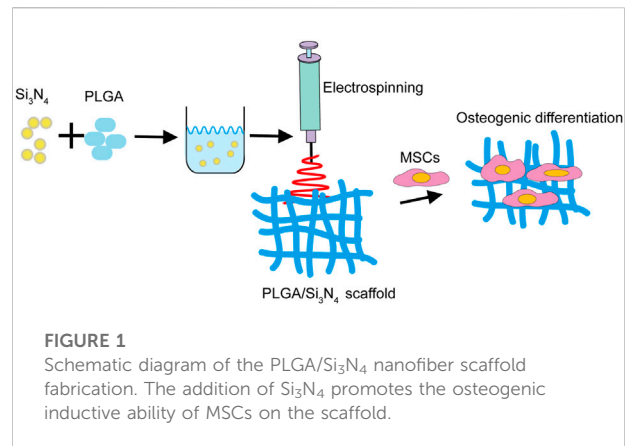 Si₃N₄
PLGA
Electrospinning
MSCs
Osteogenic differentiation
PLGA/Si₃N₄ scaffold
FIGURE 1
Schematic diagram of the PLGA/Si₃N₄ nanofiber scaffold
fabrication. The addition of Si₃N₄ promotes the osteogenic
inductive ability of MSCs on the scaffold.